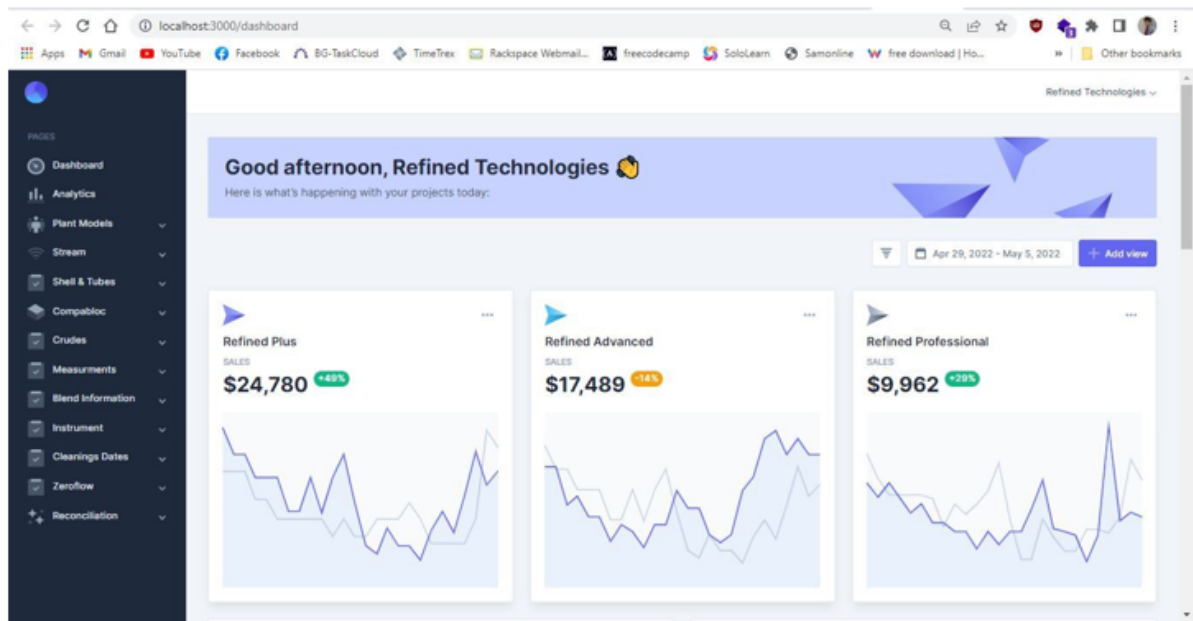 localhost:3000/dashboard
Apps Gmail YouTube Facebook BG-TaskCloud TimeTrex Rackspace Webmail... freecodecamp SoloLearn Samonline free download | Ho... » Other bookmarks
Refined Technologies
PAGES
Dashboard
Analytics
Plant Models
Stream
Shell & Tubes
Compabloc
Crudes
Measurments
Blend Information
Instrument
Cleanings Dates
Zeroflow
Reconciliation
Good afternoon, Refined Technologies
Here is what's happening with your projects today:
Apr 29, 2022 - May 5, 2022
+ Add view
Refined Plus
SALES
$24,780 +49%
Refined Advanced
SALES
$17,489 -14%
Refined Professional
SALES
$9,962 +29%